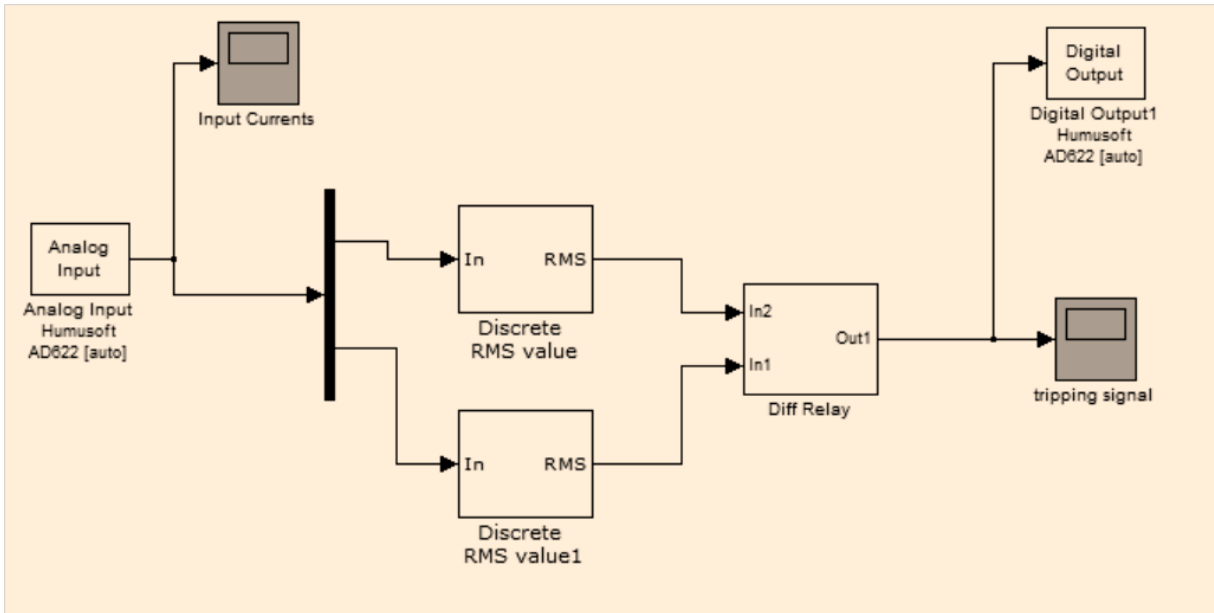 Input Currents
Analog
Input
Analog Input
Humusoft
AD622 [auto]
In
RMS
Discrete
RMS value
In
RMS
Discrete
RMS value1
In2
In1
Out1
Diff Relay
Digital
Output
Digital Output1
Humusoft
AD622 [auto]
tripping signal